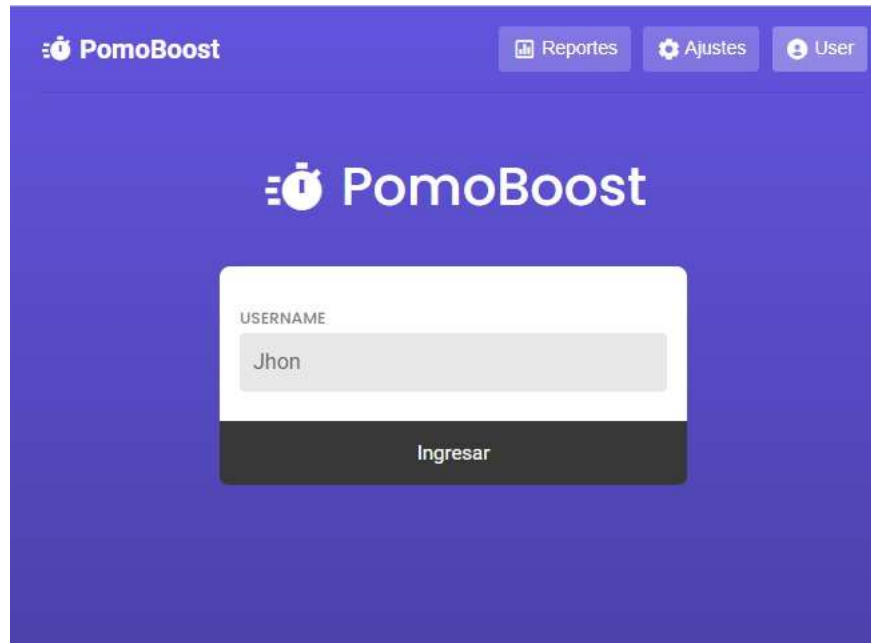 PomoBoost
Reportes
Ajustes
User
PomoBoost
USERNAME
Jhon
Ingresar